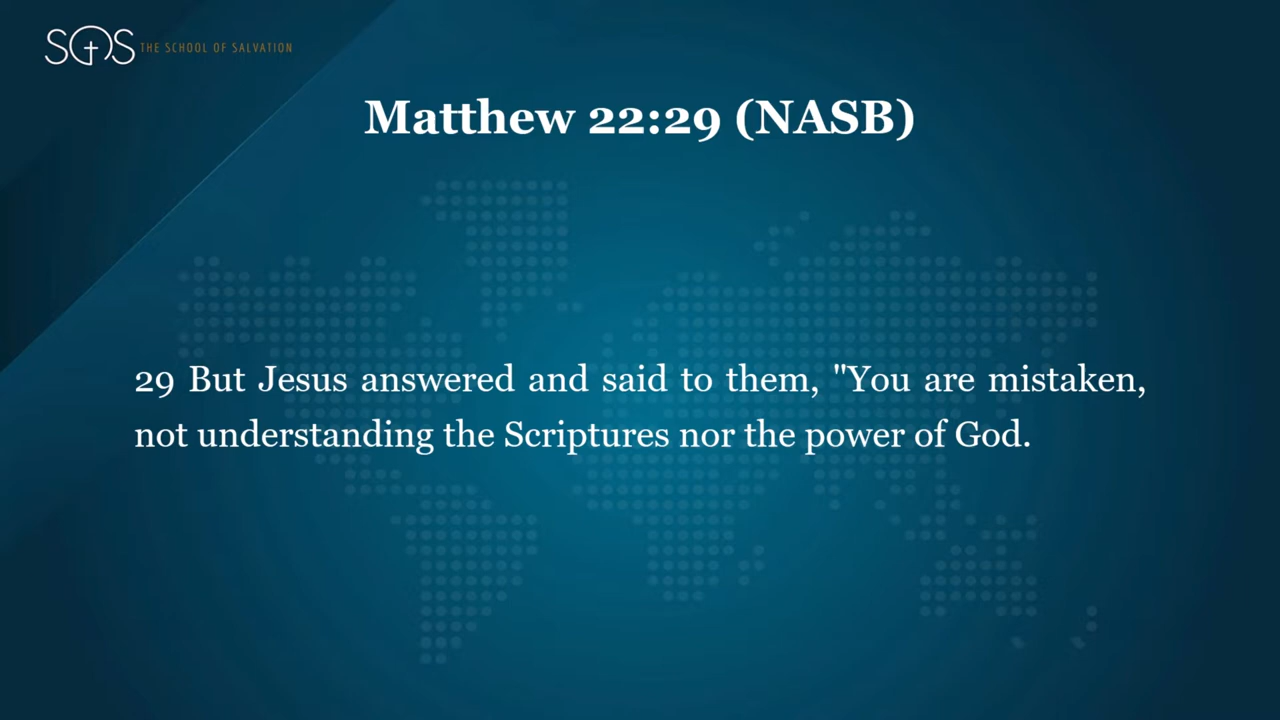 SOS THE SCHOOL OF SALVATION
Matthew 22:29 (NASB)
29 But Jesus answered and said to them, "You are mistaken,
not understanding the Scriptures nor the power of God.